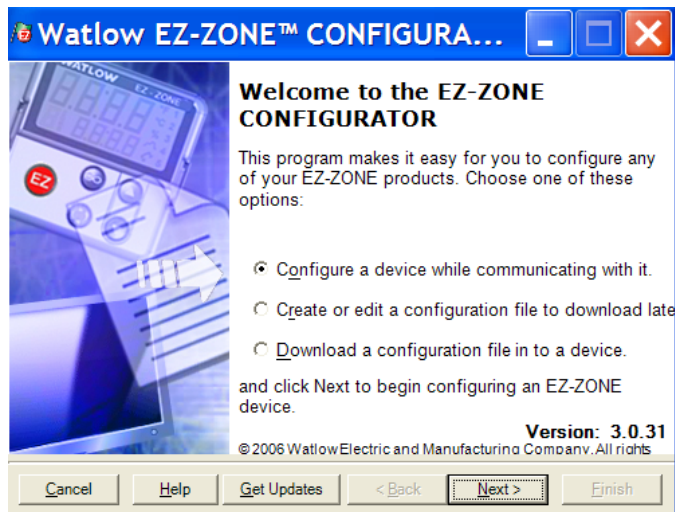 Watlow EZ-ZONE™ CONFIGURA...
WATLOW
EZ-ZONE
EZ
Welcome to the EZ-ZONE
CONFIGURATOR
This program makes it easy for you to configure any
of your EZ-ZONE products. Choose one of these
options:
Configure a device while communicating with it.
Create or edit a configuration file to download late
Download a configuration file in to a device.
and click Next to begin configuring an EZ-ZONE
device.
Version: 3.0.31
©2006 Watlow Electric and Manufacturing Company. All rights
Cancel Help Get Updates < Back Next > Finish